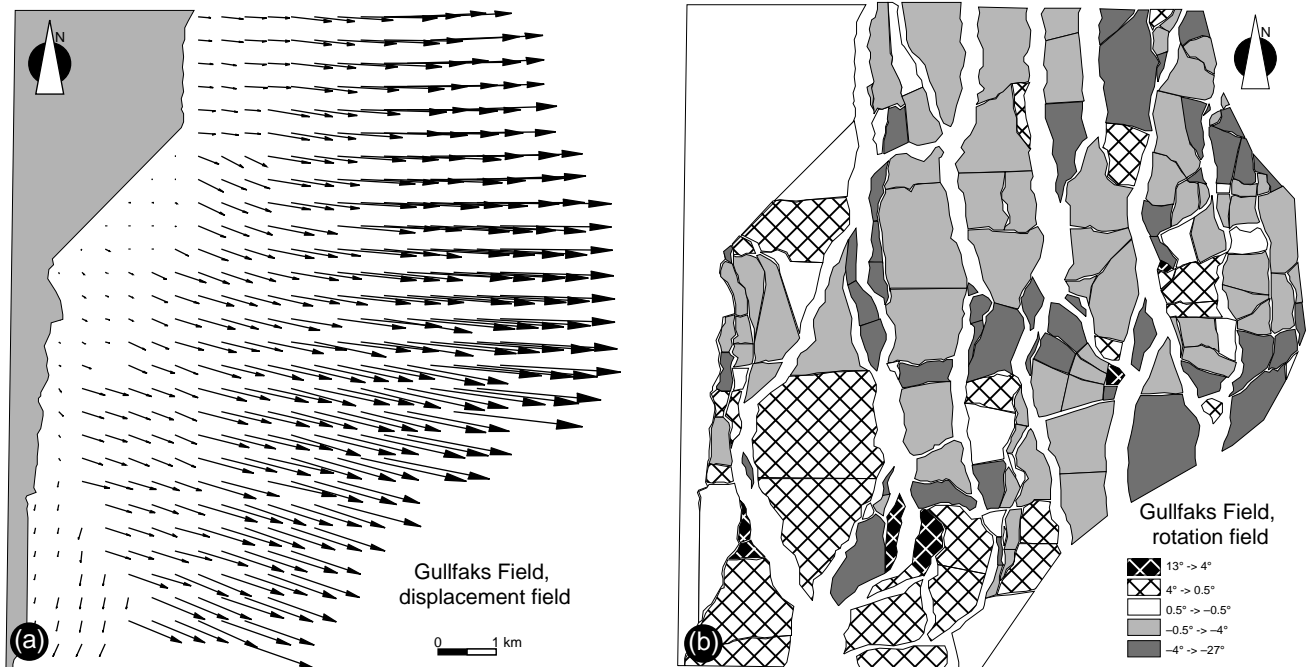 N
(a)
Gullfaks Field,
displacement field
0 1 km
N
(b)
Gullfaks Field,
rotation field
13° -> 4°
4° -> 0.5°
0.5° -> –0.5°
–0.5° -> –4°
–4° -> –27°